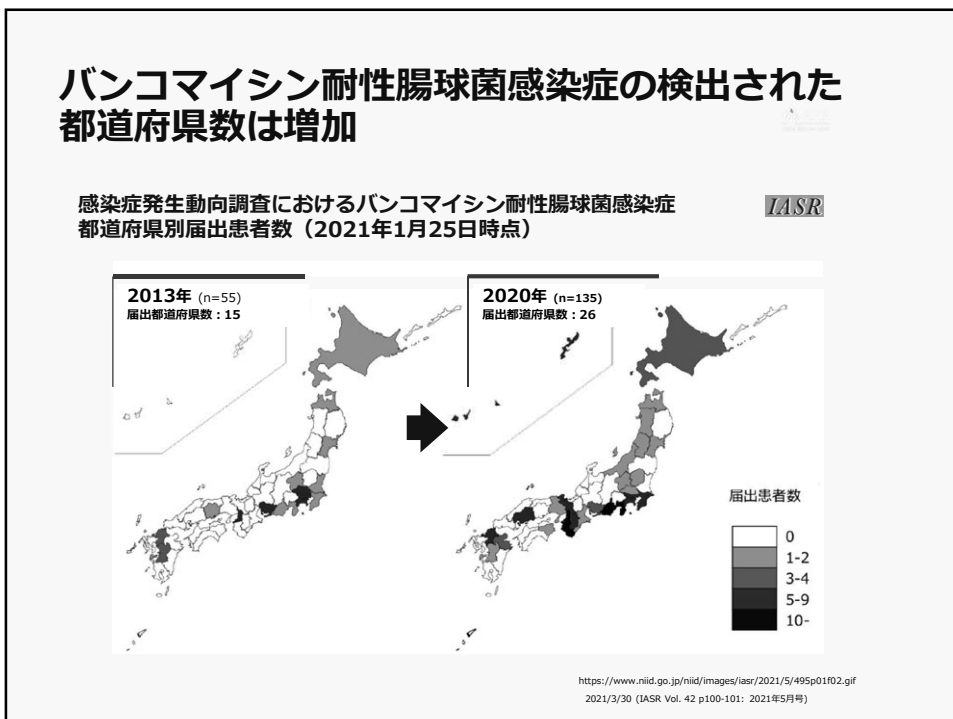 バンコマイシン耐性腸球菌感染症の検出された
都道府県数は増加
感染症発生動向調査におけるバンコマイシン耐性腸球菌感染症
都道府県別届出患者数（2021年1月25日時点）
IASR
2013年 (n=55)
届出都道府県数：15
2020年 (n=135)
届出都道府県数：26
届出患者数
0
1-2
3-4
5-9
10-
https://www.niid.go.jp/niid/images/iasr/2021/5/495p01f02.gif
2021/3/30 (IASR Vol. 42 p100-101: 2021年5月号)